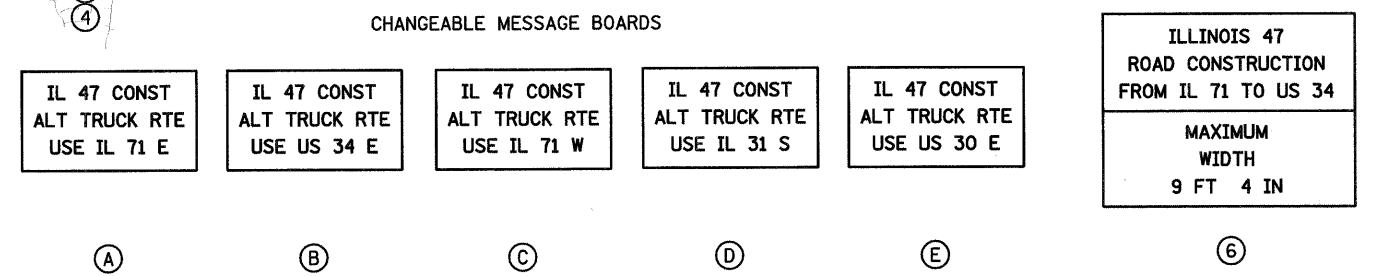 4
CHANGEABLE MESSAGE BOARDS
IL 47 CONST
ALT TRUCK RTE
USE IL 71 E
A
IL 47 CONST
ALT TRUCK RTE
USE US 34 E
B
IL 47 CONST
ALT TRUCK RTE
USE IL 71 W
C
IL 47 CONST
ALT TRUCK RTE
USE IL 31 S
D
IL 47 CONST
ALT TRUCK RTE
USE US 30 E
E
ILLINOIS 47
ROAD CONSTRUCTION
FROM IL 71 TO US 34
MAXIMUM
WIDTH
9 FT 4 IN
6